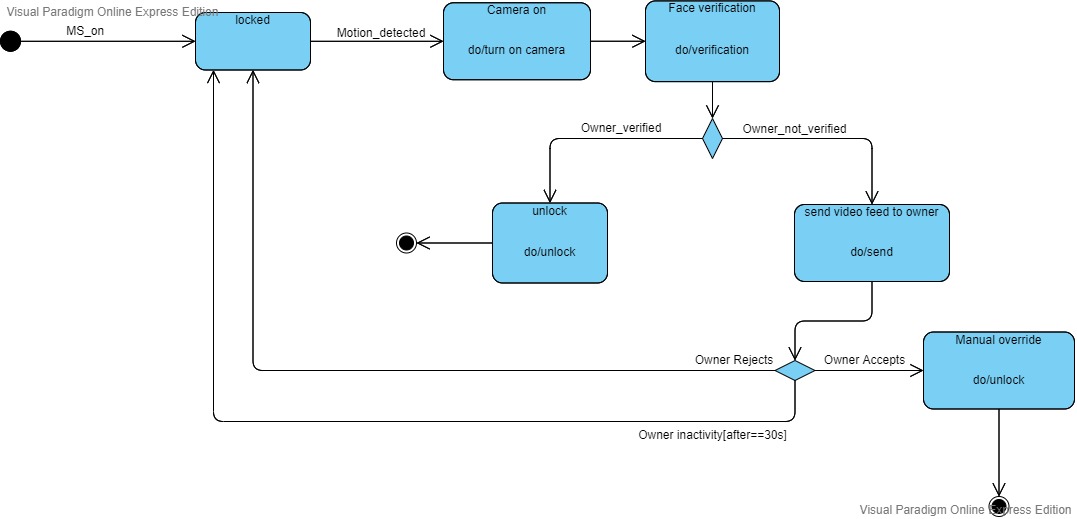 Visual Paradigm Online Express Edition
MS_on
locked
Motion_detected
Camera on
do/turn on camera
Face verification
do/verification
Owner_verified
Owner_not_verified
unlock
do/unlock
send video feed to owner
do/send
Owner Rejects
Owner Accepts
Manual override
do/unlock
Owner inactivity[after==30s]
Visual Paradigm Online Express Edition